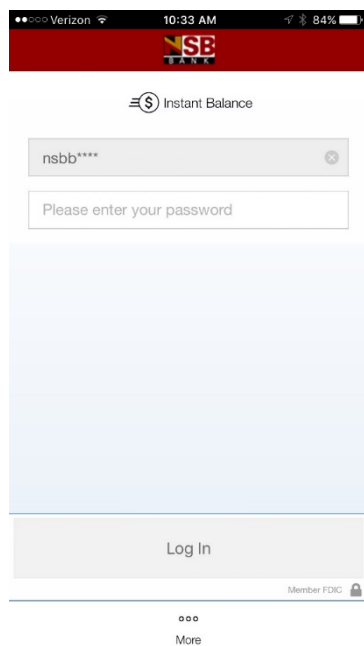 Verizon 10:33 AM 84%
NSB
BANK
Instant Balance
nsbb****
Please enter your password
Log In
Member FDIC
More